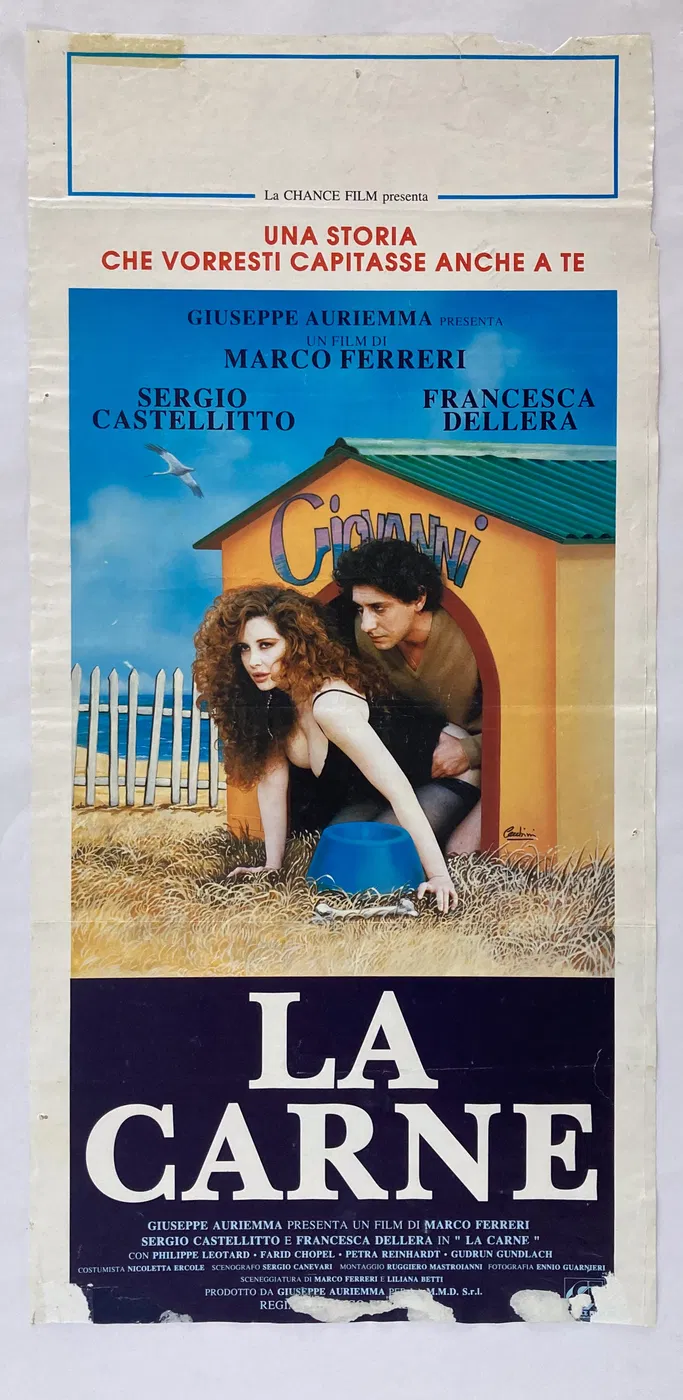 La CHANCE FILM presenta
UNA STORIA
CHE VORRESTI CAPITASSE ANCHE A TE
GIUSEPPE AURIEMMA PRESENTA
UN FILM DI
MARCO FERRERI
SERGIO CASTELLITTO
FRANCESCA DELLERA
GIOVANNI
LA
CARNE
GIUSEPPE AURIEMMA PRESENTA UN FILM DI MARCO FERRERI
SERGIO CASTELLITTO E FRANCESCA DELLERA IN " LA CARNE "
CON PHILIPPE LEOTARD • FARID CHOPEL • PETRA REINHARDT • GUDRUN GUNDLACH
COSTUMISTA NICOLETTA ERCOLE SCENOGRAFO SERGIO CANEVARI MONTAGGIO RUGGERO MASTROIANNI FOTOGRAFIA ENNIO GUARNIERI
SCENEGGIATURA DI MARCO FERRERI E LILIANA BETTI
PRODOTTO DA GIUSEPPE AURIEMMA M.M.D. S.r.l.